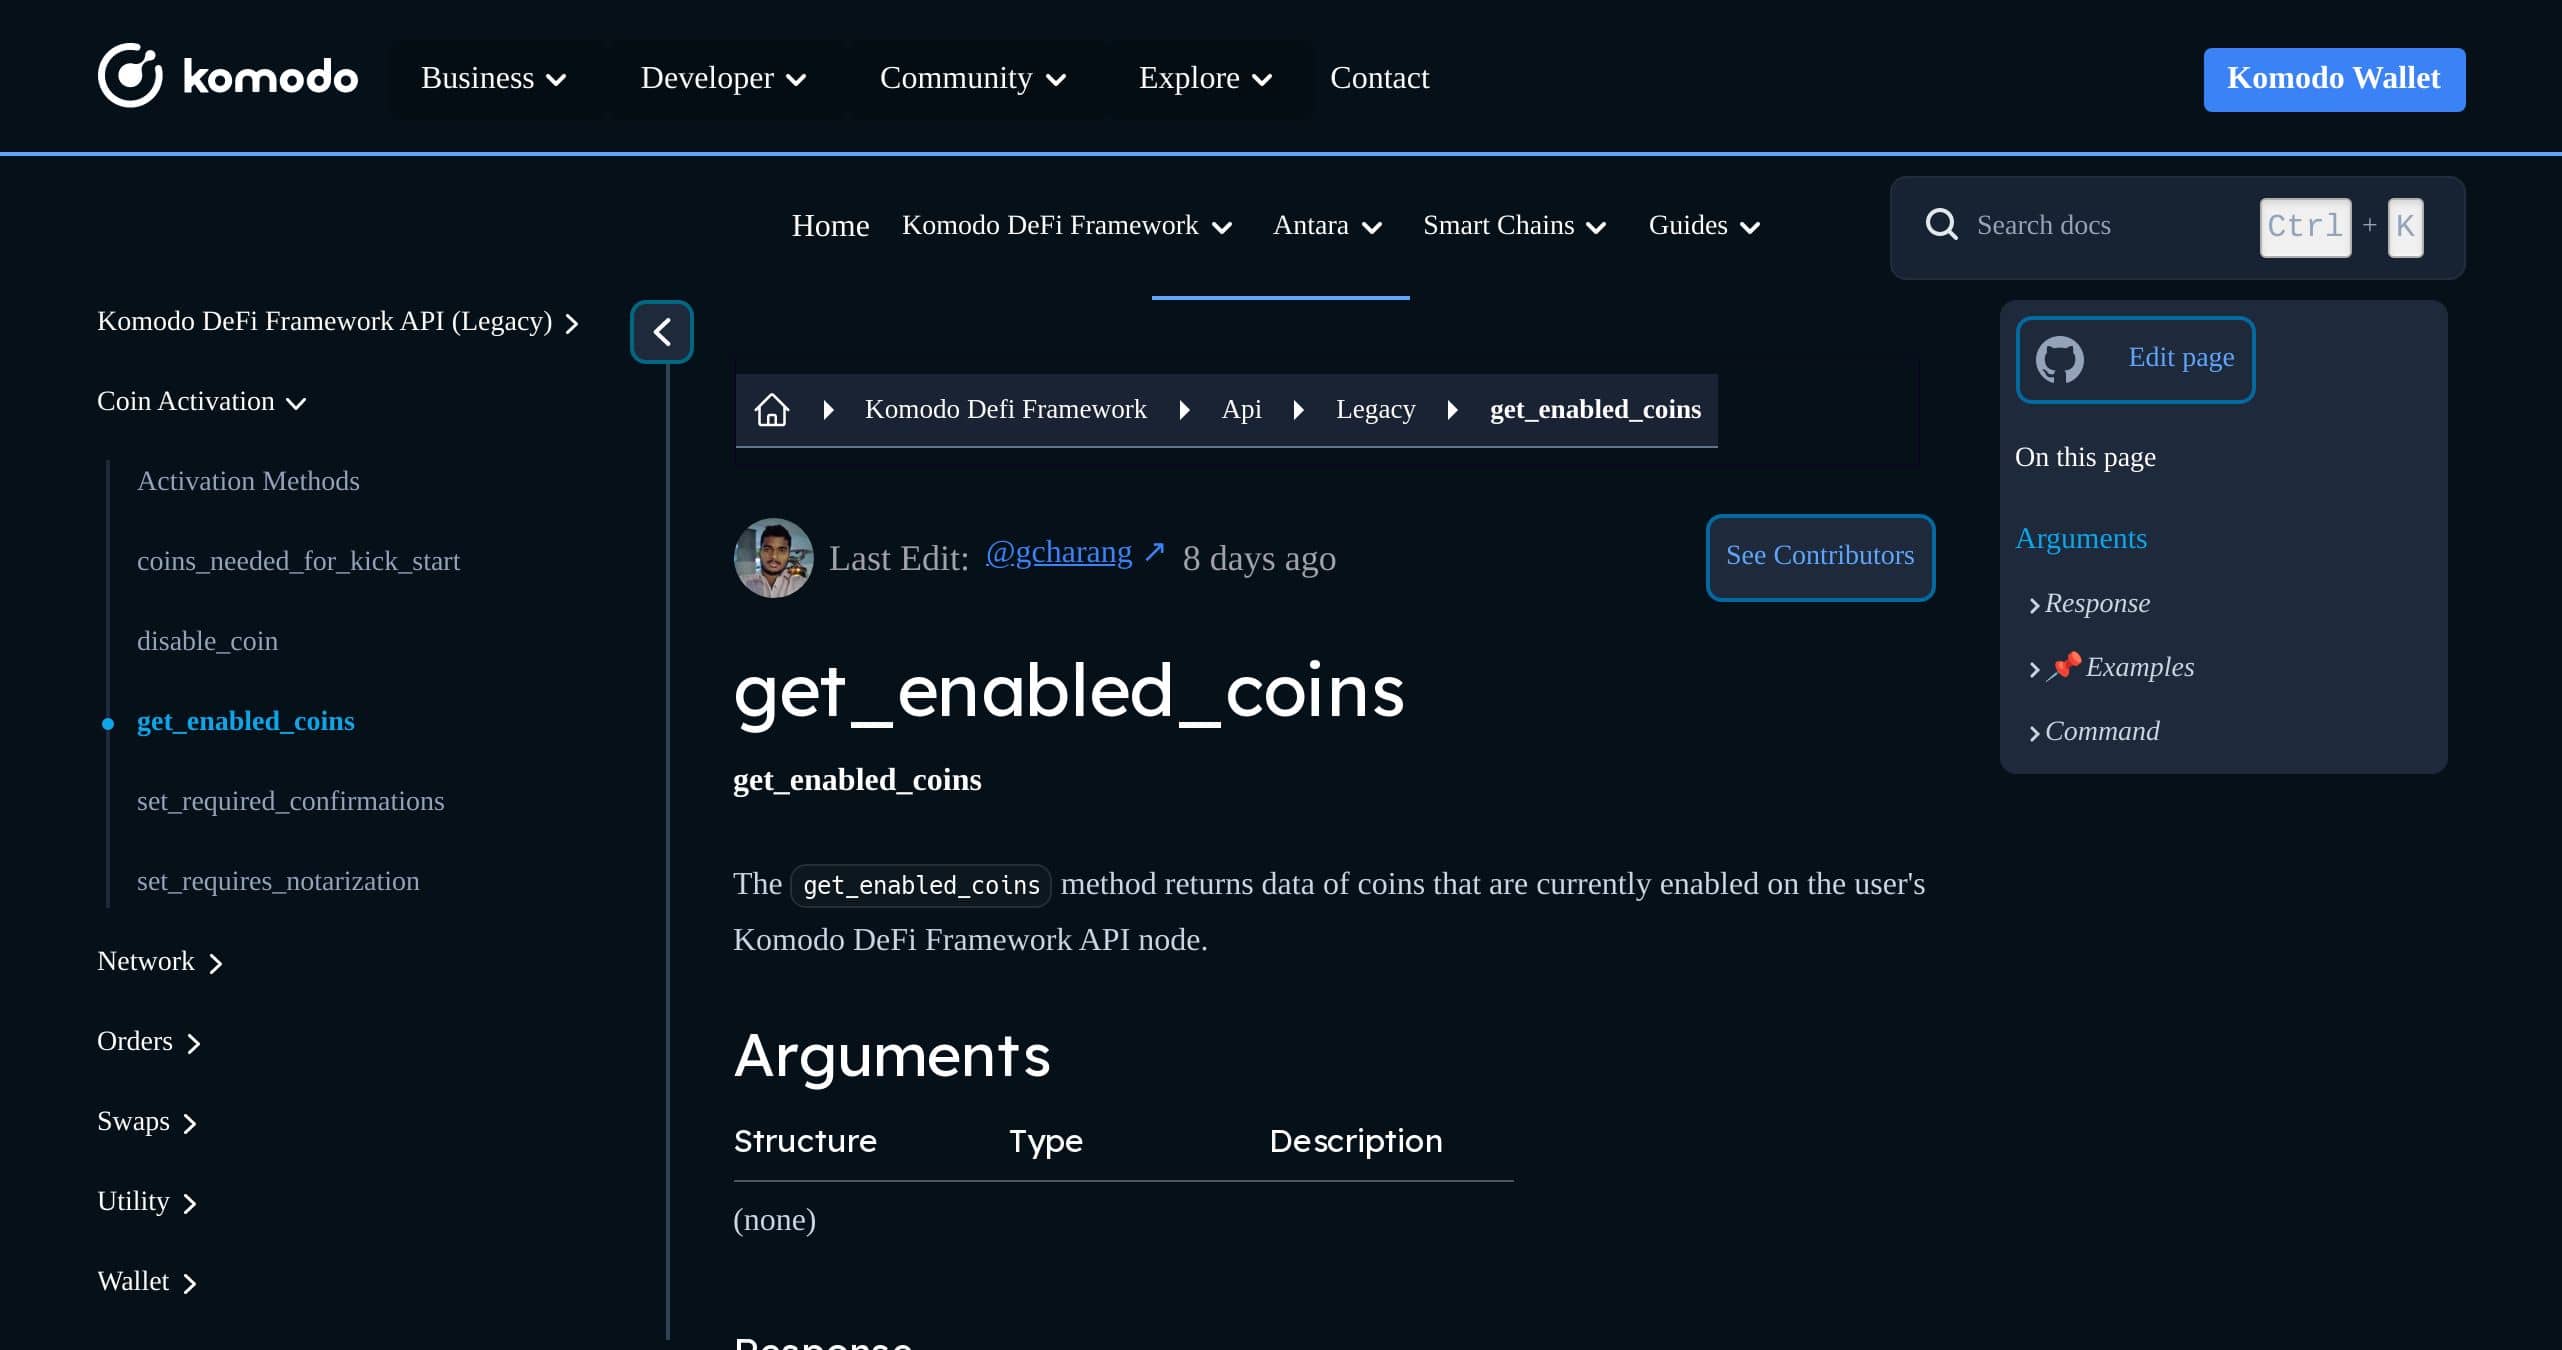 komodo
Business
Developer
Community
Explore
Contact
Komodo Wallet
Home
Komodo DeFi Framework
Antara
Smart Chains
Guides
Search docs
Ctrl + K
Komodo DeFi Framework API (Legacy)
Coin Activation
Activation Methods
coins_needed_for_kick_start
disable_coin
get_enabled_coins
set_required_confirmations
set_requires_notarization
Network
Orders
Swaps
Utility
Wallet
Komodo Defi Framework
Api
Legacy
get_enabled_coins
Last Edit: @gcharang ↗ 8 days ago
See Contributors
get_enabled_coins
get_enabled_coins
The get_enabled_coins method returns data of coins that are currently enabled on the user's
Komodo DeFi Framework API node.
Arguments
Structure Type Description
(none)
Response
Edit page
On this page
Arguments
Response
📌 Examples
Command